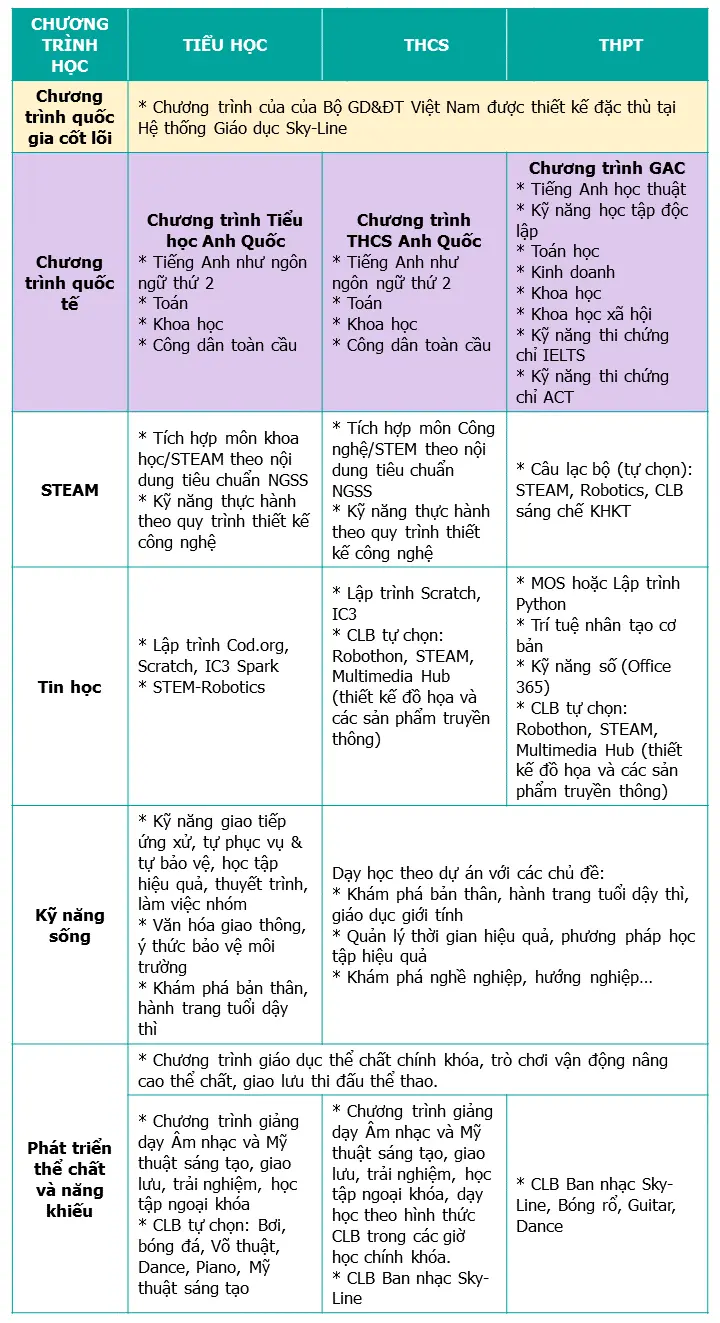 CHƯƠNG
TRÌNH
HỌC
TIỂU HỌC
THCS
THPT
Chương
trình quốc
gia cốt lõi
* Chương trình của của Bộ GD&ĐT Việt Nam được thiết kế đặc thù tại
Hệ thống Giáo dục Sky-Line
Chương
trình quốc
tế
Chương trình Tiểu
học Anh Quốc
* Tiếng Anh như ngôn
ngữ thứ 2
* Toán
* Khoa học
* Công dân toàn cầu
Chương trình
THCS Anh Quốc
* Tiếng Anh như
ngôn ngữ thứ 2
* Toán
* Khoa học
* Công dân toàn cầu
Chương trình GAC
* Tiếng Anh học thuật
* Kỹ năng học tập độc
lập
* Toán học
* Kinh doanh
* Khoa học
* Khoa học xã hội
* Kỹ năng thi chứng
chỉ IELTS
* Kỹ năng thi chứng
chỉ ACT
STEAM
* Tích hợp môn khoa
học/STEAM theo nội
dung tiêu chuẩn NGSS
* Kỹ năng thực hành
theo quy trình thiết kế
công nghệ
* Tích hợp môn Công
nghệ/STEM theo nội
dung tiêu chuẩn
NGSS
* Kỹ năng thực hành
theo quy trình thiết
kế công nghệ
* Câu lạc bộ (tự chọn):
STEAM, Robotics, CLB
sáng chế KHKT
Tin học
* Lập trình Cod.org,
Scratch, IC3 Spark
* STEM-Robotics
* Lập trình Scratch,
IC3
* CLB tự chọn:
Robothon, STEAM,
Multimedia Hub
(thiết kế đồ họa và
các sản phẩm truyền
thông)
* MOS hoặc Lập trình
Python
* Trí tuệ nhân tạo cơ
bản
* Kỹ năng số (Office
365)
* CLB tự chọn:
Robothon, STEAM,
Multimedia Hub (thiết
kế đồ họa và các sản
phẩm truyền thông)
Kỹ năng
sống
* Kỹ năng giao tiếp
ứng xử, tự phục vụ &
tự bảo vệ, học tập
hiệu quả, thuyết trình,
làm việc nhóm
* Văn hóa giao thông,
ý thức bảo vệ môi
trường
* Khám phá bản thân,
hành trang tuổi dậy
thì
Dạy học theo dự án với các chủ đề:
* Khám phá bản thân, hành trang tuổi dậy thì,
giáo dục giới tính
* Quản lý thời gian hiệu quả, phương pháp học
tập hiệu quả
* Khám phá nghề nghiệp, hướng nghiệp...
Phát triển
thể chất
và năng
khiếu
* Chương trình giáo dục thể chất chính khóa, trò chơi vận động nâng
cao thể chất, giao lưu thi đấu thể thao.
* Chương trình giảng
dạy Âm nhạc và Mỹ
thuật sáng tạo, giao
lưu, trải nghiệm, học
tập ngoại khóa
* CLB tự chọn: Bơi,
bóng đá, Võ thuật,
Dance, Piano, Mỹ
thuật sáng tạo
* Chương trình giảng
dạy Âm nhạc và Mỹ
thuật sáng tạo, giao
lưu, trải nghiệm, học
tập ngoại khóa, dạy
học theo hình thức
CLB trong các giờ
học chính khóa.
* CLB Ban nhạc Sky-
Line
* CLB Ban nhạc Sky-
Line, Bóng rổ, Guitar,
Dance